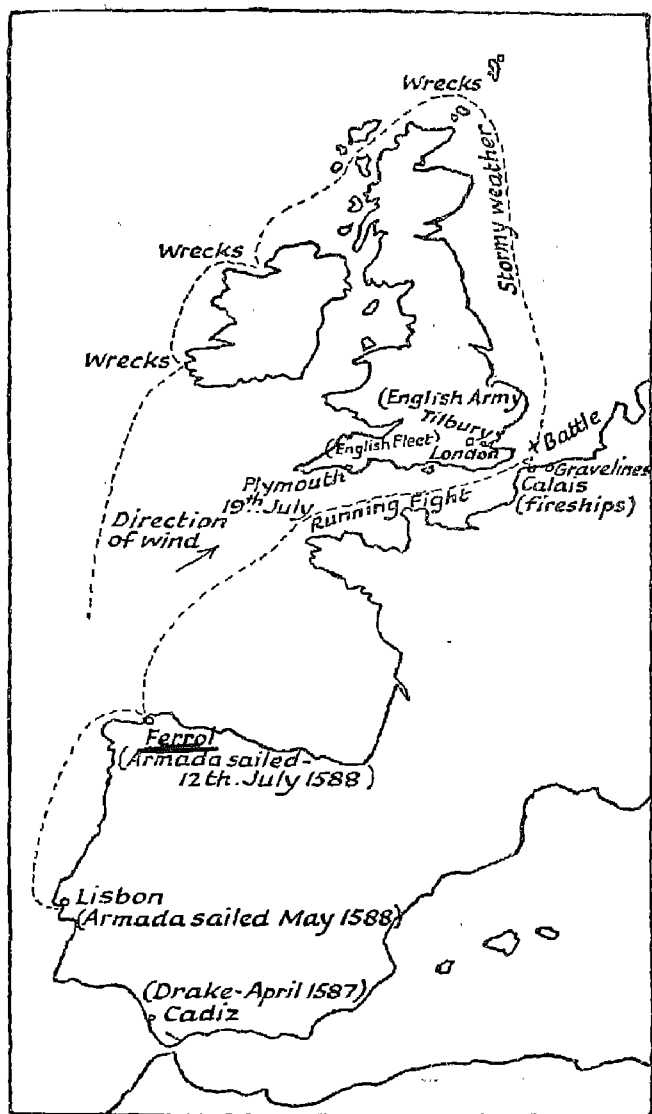 Wrecks
Stormy weather
Wrecks
Wrecks
(English Army)
Tilbury
(English Fleet)
London
Battle
Gravelines
Calais
(fireships)
Plymouth
19th. July
Running Fight
Direction
of wind
Ferrol
(Armada sailed-
12th. July 1588)
Lisbon
(Armada sailed May 1588)
(Drake-April 1587)
Cadiz